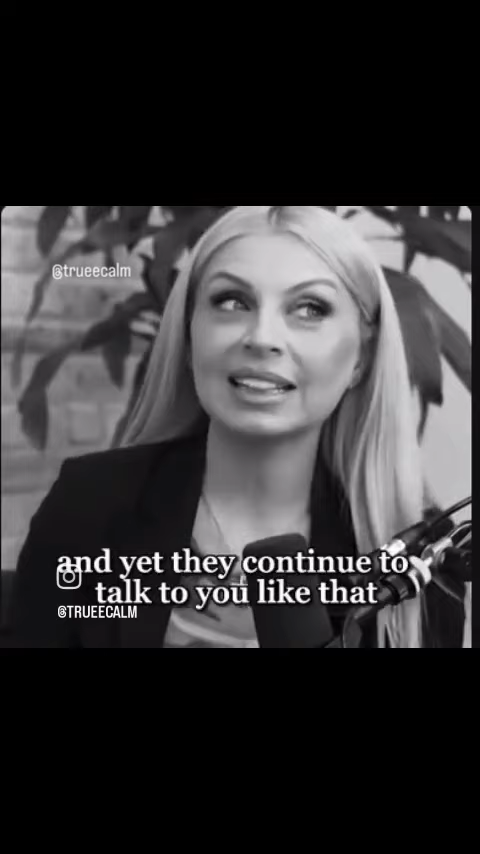 @trueecalm
and yet they continue to
talk to you like that
@TRUEECALM